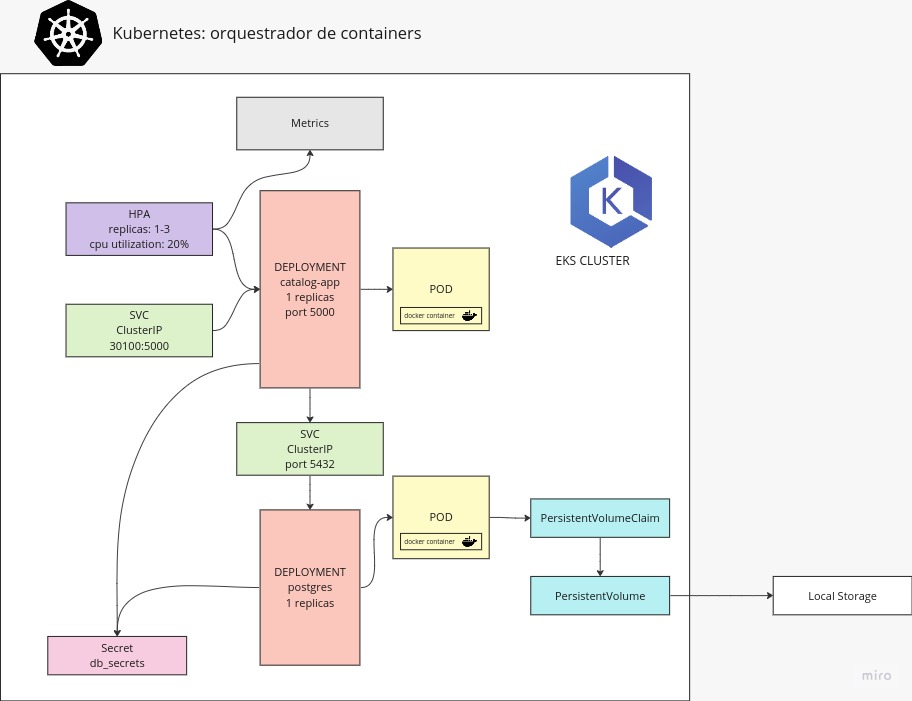 Kubernetes: orquestrador de containers
Metrics
HPA
replicas: 1-3
cpu utilization: 20%
DEPLOYMENT
catalog-app
1 replicas
port 5000
POD
docker container
K
EKS CLUSTER
SVC
ClusterIP
30100:5000
SVC
ClusterIP
port 5432
POD
docker container
PersistentVolumeClaim
DEPLOYMENT
postgres
1 replicas
PersistentVolume
Local Storage
Secret
db_secrets
miro